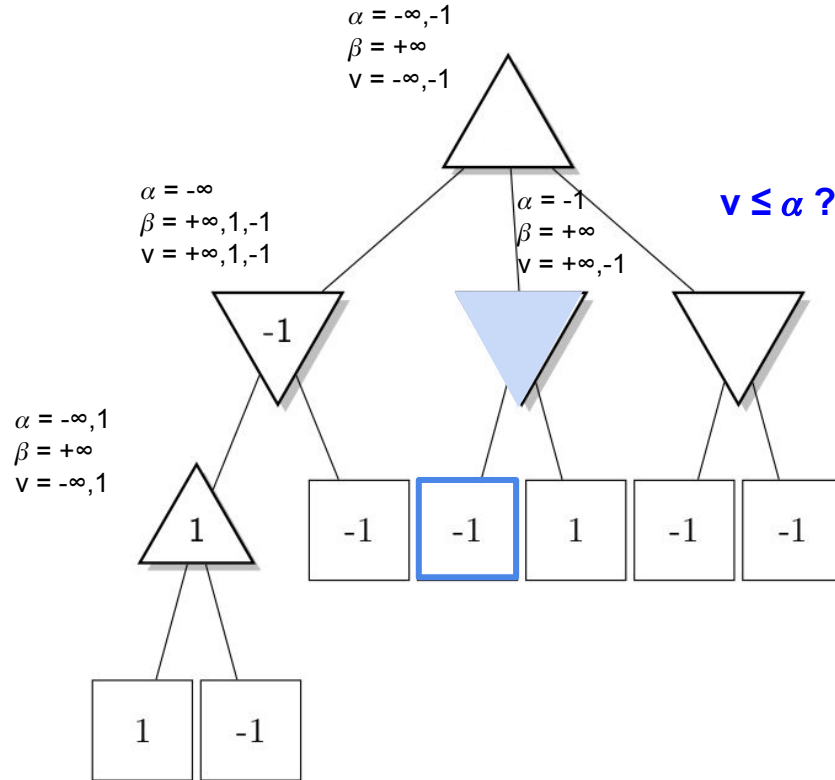 α = -∞,-1
β = +∞
v = -∞,-1
α = -∞
β = +∞,1,-1
v = +∞,1,-1
α = -1
β = +∞
v = +∞,-1
v ≤ α ?
-1
α = -∞,1
β = +∞
v = -∞,1
1
-1
-1
1
-1
-1
1
-1